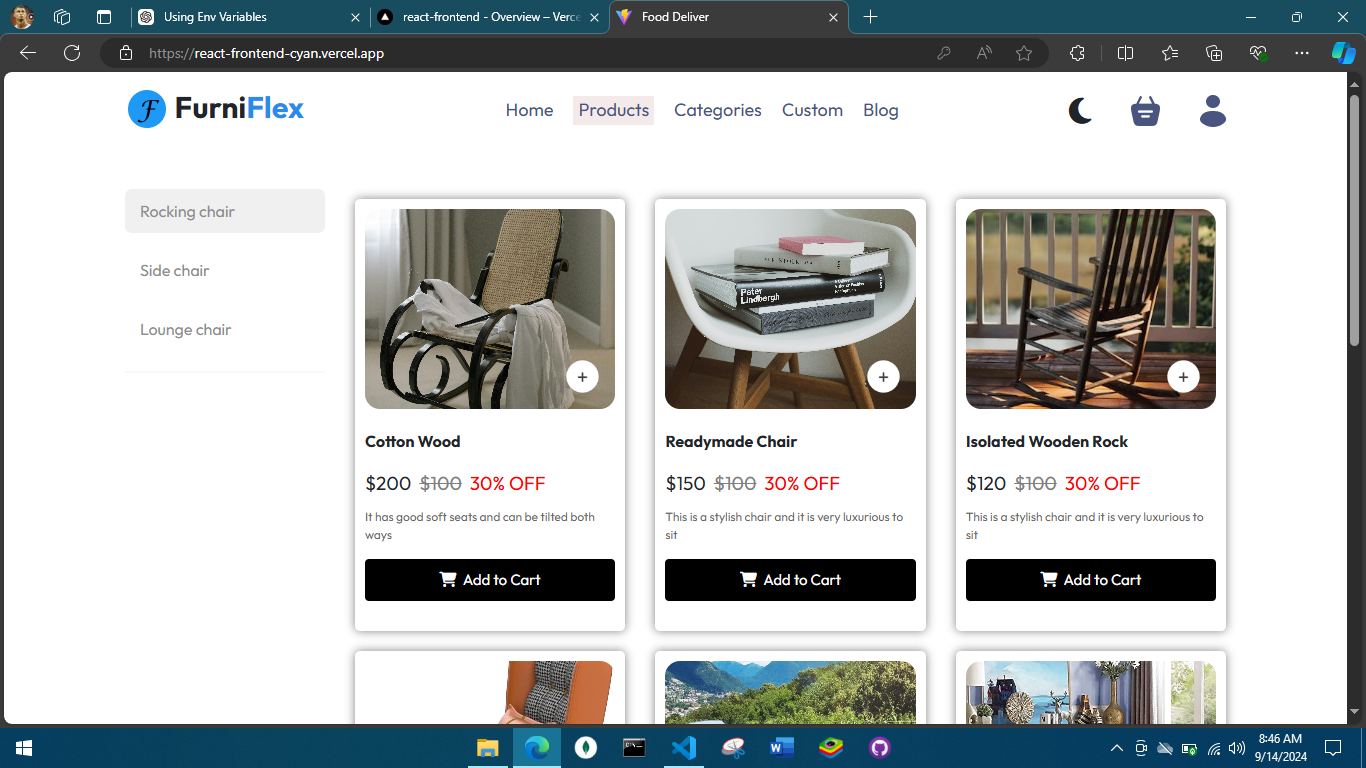 Using Env Variables
react-frontend - Overview – Verce
Food Deliver
https://react-frontend-cyan.vercel.app
F FurniFlex
Home Products Categories Custom Blog
Rocking chair
Side chair
Lounge chair
Peter
Lindbergh
Cotton Wood
$200 $100 30% OFF
It has good soft seats and can be tilted both
ways
Add to Cart
Readymade Chair
$150 $100 30% OFF
This is a stylish chair and it is very luxurious to
sit
Add to Cart
Isolated Wooden Rock
$120 $100 30% OFF
This is a stylish chair and it is very luxurious to
sit
Add to Cart
8:46 AM
9/14/2024